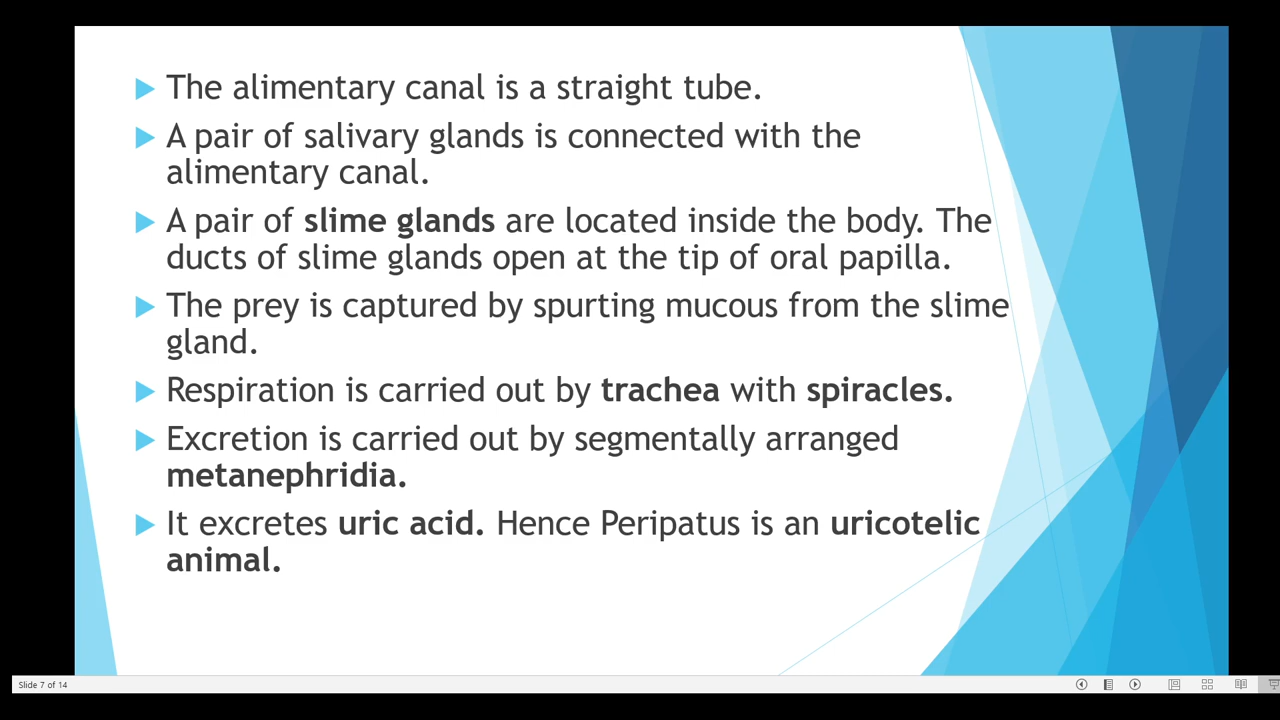 The alimentary canal is a straight tube.
A pair of salivary glands is connected with the
alimentary canal.
A pair of slime glands are located inside the body. The
ducts of slime glands open at the tip of oral papilla.
The prey is captured by spurting mucous from the slime
gland.
Respiration is carried out by trachea with spiracles.
Excretion is carried out by segmentally arranged
metanephridia.
It excretes uric acid. Hence Peripatus is an uricotelic
animal.
Slide 7 of 14